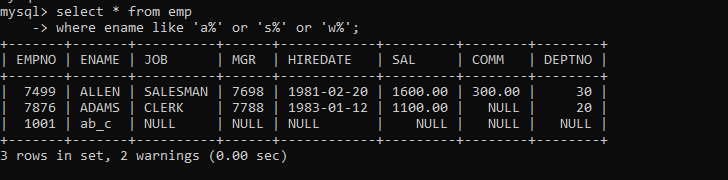 mysql> select * from emp
    -> where ename like 'a%' or 's%' or 'w%';
+-------+-------+----------+------+------------+---------+--------+--------+
| EMPNO | ENAME | JOB      | MGR  | HIREDATE   | SAL     | COMM   | DEPTNO |
+-------+-------+----------+------+------------+---------+--------+--------+
|  7499 | ALLEN | SALESMAN | 7698 | 1981-02-20 | 1600.00 | 300.00 |     30 |
|  7876 | ADAMS | CLERK    | 7788 | 1983-01-12 | 1100.00 |   NULL |     20 |
|  1001 | ab_c  | NULL     | NULL | NULL       |    NULL |   NULL |   NULL |
+-------+-------+----------+------+------------+---------+--------+--------+
3 rows in set, 2 warnings (0.00 sec)